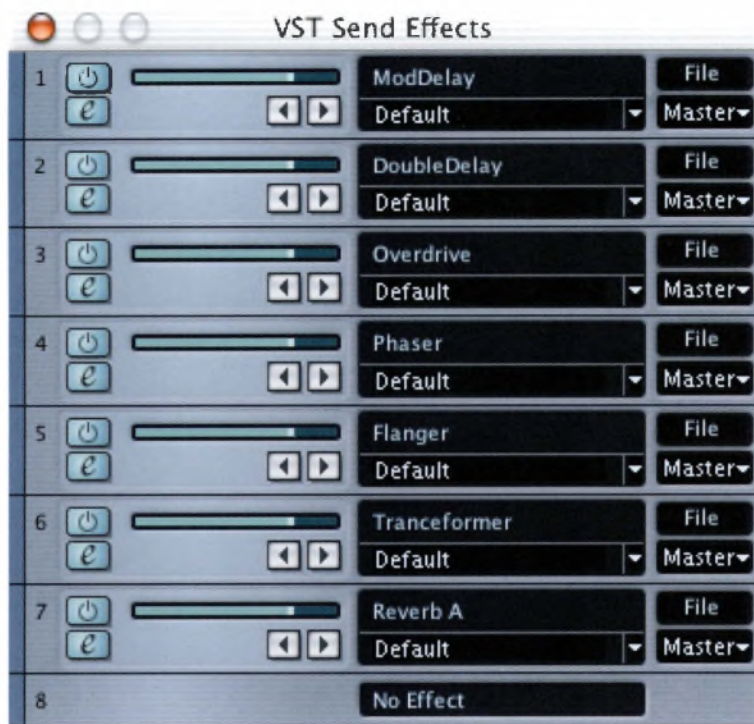 VST Send Effects
1 ModDelay File
e Default Master
2 DoubleDelay File
e Default Master
3 Overdrive File
e Default Master
4 Phaser File
e Default Master
5 Flanger File
e Default Master
6 Tranceformer File
e Default Master
7 Reverb A File
e Default Master
8 No Effect